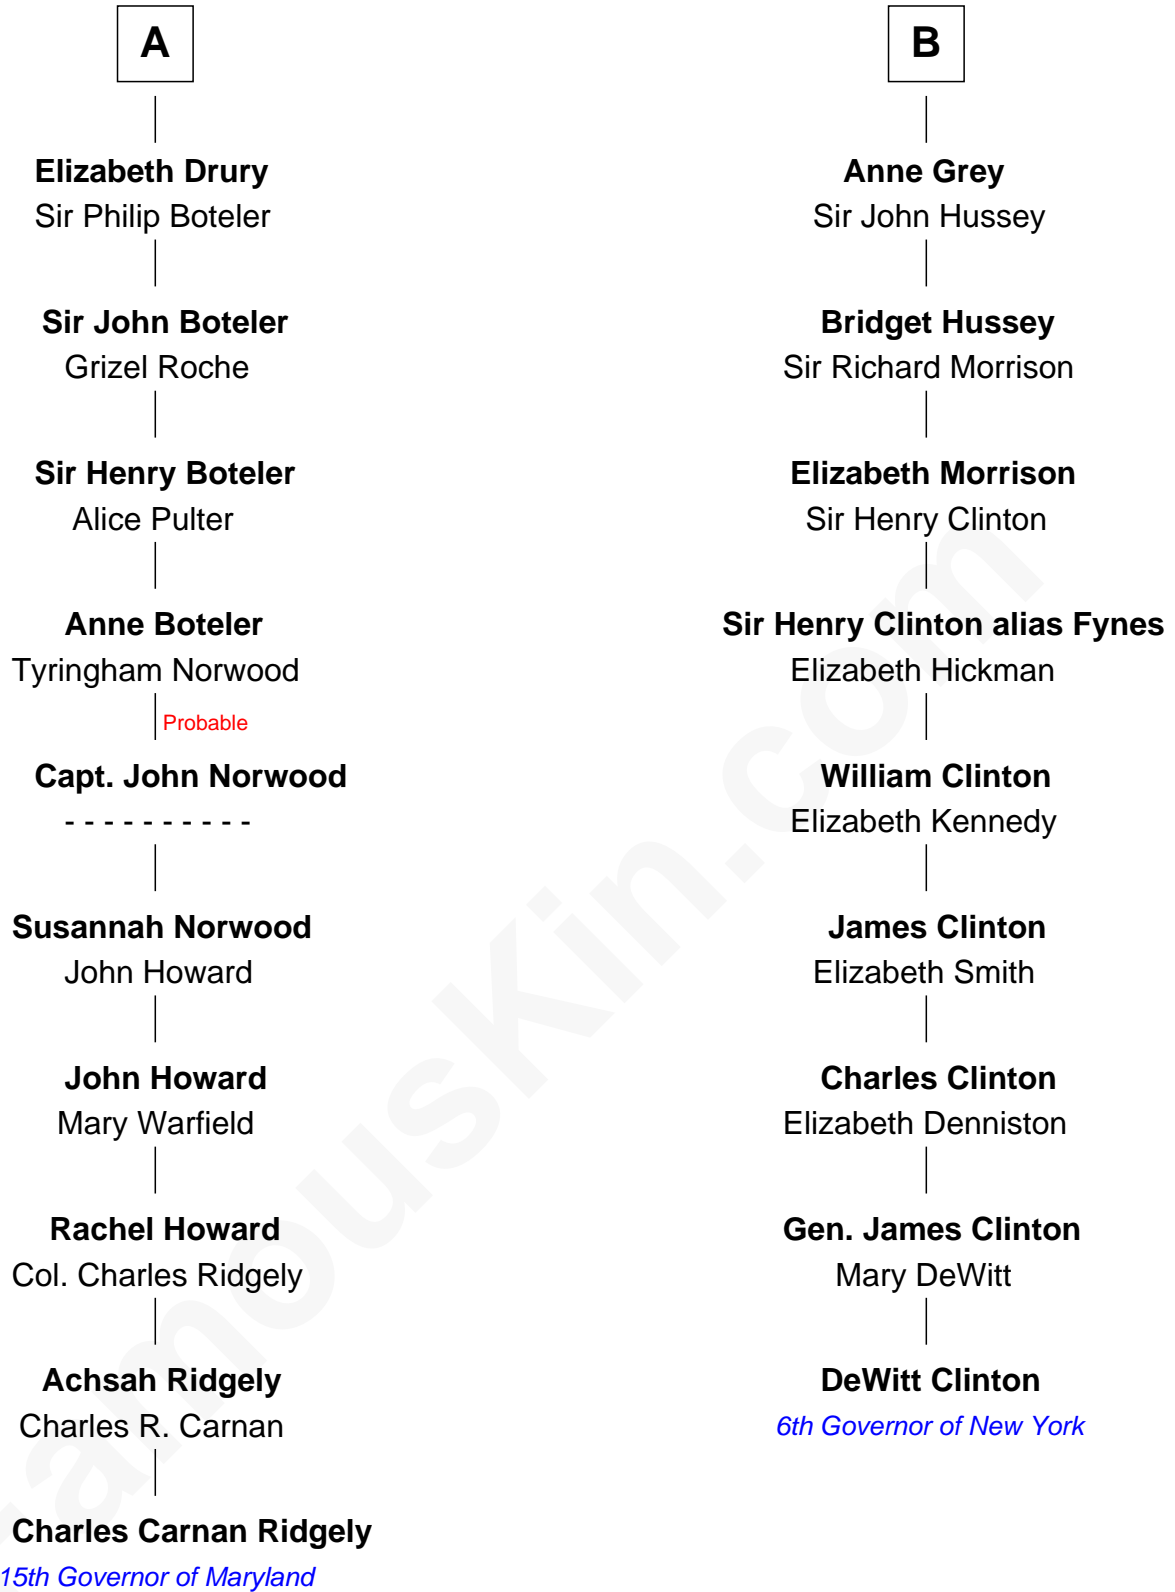 A
Elizabeth Drury
Sir Philip Boteler
Sir John Boteler
Grizel Roche
Sir Henry Boteler
Alice Pulter
Anne Boteler
Tyringham Norwood
Probable
Capt. John Norwood
- - - - - - - - - -
Susannah Norwood
John Howard
John Howard
Mary Warfield
Rachel Howard
Col. Charles Ridgely
Achsah Ridgely
Charles R. Carnan
Charles Carnan Ridgely
15th Governor of Maryland
B
Anne Grey
Sir John Hussey
Bridget Hussey
Sir Richard Morrison
Elizabeth Morrison
Sir Henry Clinton
Sir Henry Clinton alias Fynes
Elizabeth Hickman
William Clinton
Elizabeth Kennedy
James Clinton
Elizabeth Smith
Charles Clinton
Elizabeth Denniston
Gen. James Clinton
Mary DeWitt
DeWitt Clinton
6th Governor of New York
FamousKin.com